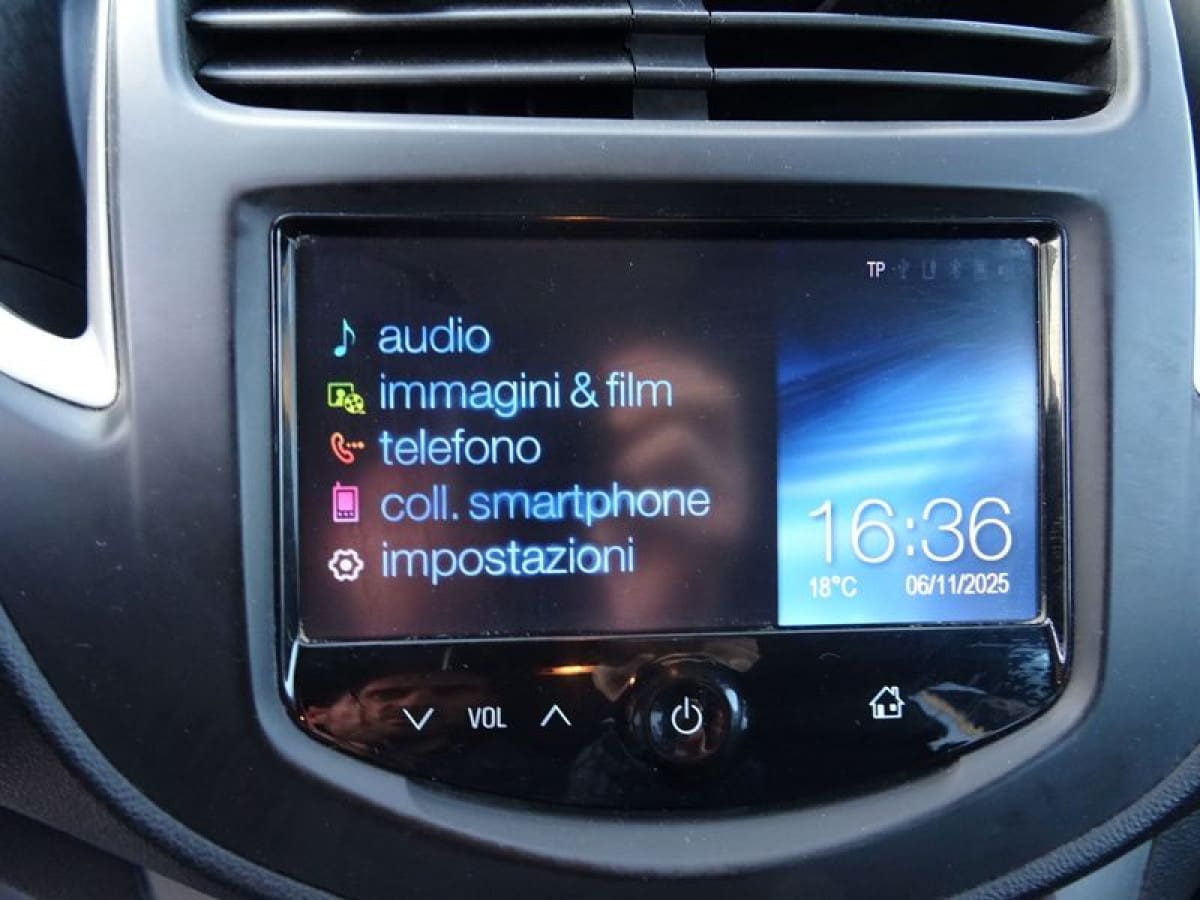 TP
audio
immagini & film
telefono
coll. smartphone
impostazioni
16:36
18°C 06/11/2025
VOL